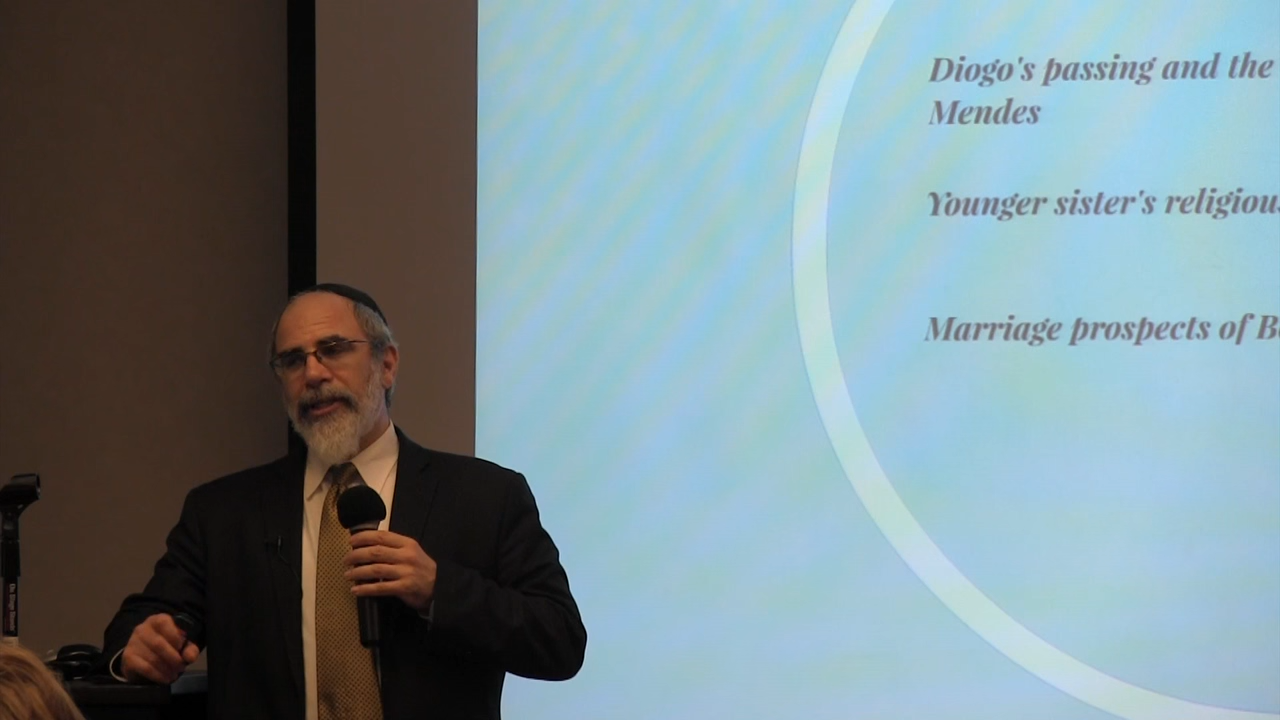 Diogo's passing and the
Mendes
Younger sister's religious
Marriage prospects of B